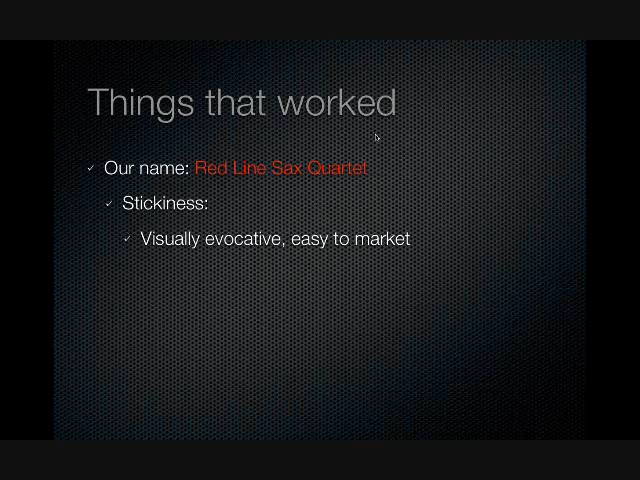 Things that worked
Our name: Red Line Sax Quartet
Stickiness:
Visually evocative, easy to market